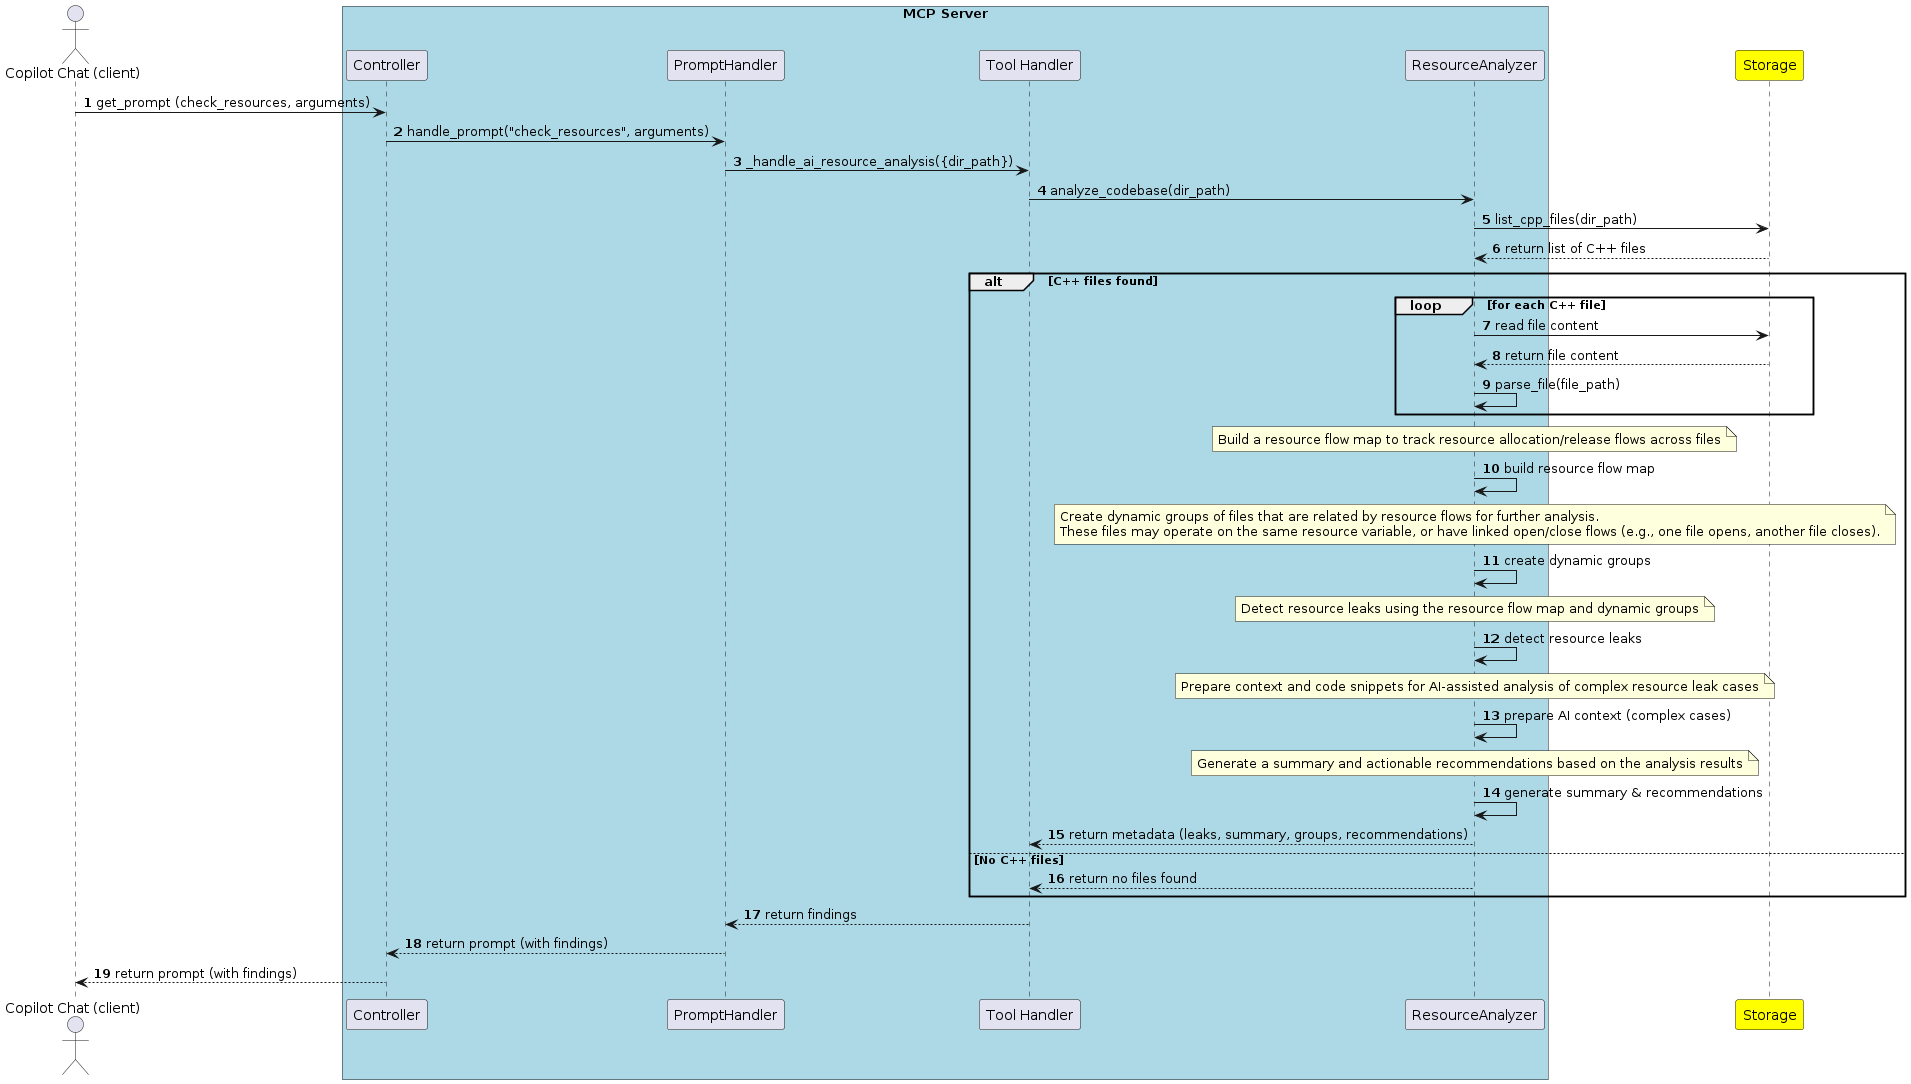 MCP Server
Copilot Chat (client)
Controller
PromptHandler
Tool Handler
ResourceAnalyzer
Storage
1 get_prompt (check_resources, arguments)
2 handle_prompt("check_resources", arguments)
3 _handle_ai_resource_analysis({dir_path})
4 analyze_codebase(dir_path)
5 list_cpp_files(dir_path)
6 return list of C++ files
alt
[C++ files found]
loop
[for each C++ file]
7 read file content
8 return file content
9 parse_file(file_path)
Build a resource flow map to track resource allocation/release flows across files
10 build resource flow map
Create dynamic groups of files that are related by resource flows for further analysis.
These files may operate on the same resource variable, or have linked open/close flows (e.g., one file opens, another file closes).
11 create dynamic groups
Detect resource leaks using the resource flow map and dynamic groups
12 detect resource leaks
Prepare context and code snippets for AI-assisted analysis of complex resource leak cases
13 prepare AI context (complex cases)
Generate a summary and actionable recommendations based on the analysis results
14 generate summary & recommendations
15 return metadata (leaks, summary, groups, recommendations)
[No C++ files]
16 return no files found
17 return findings
18 return prompt (with findings)
19 return prompt (with findings)
Copilot Chat (client)
Controller
PromptHandler
Tool Handler
ResourceAnalyzer
Storage